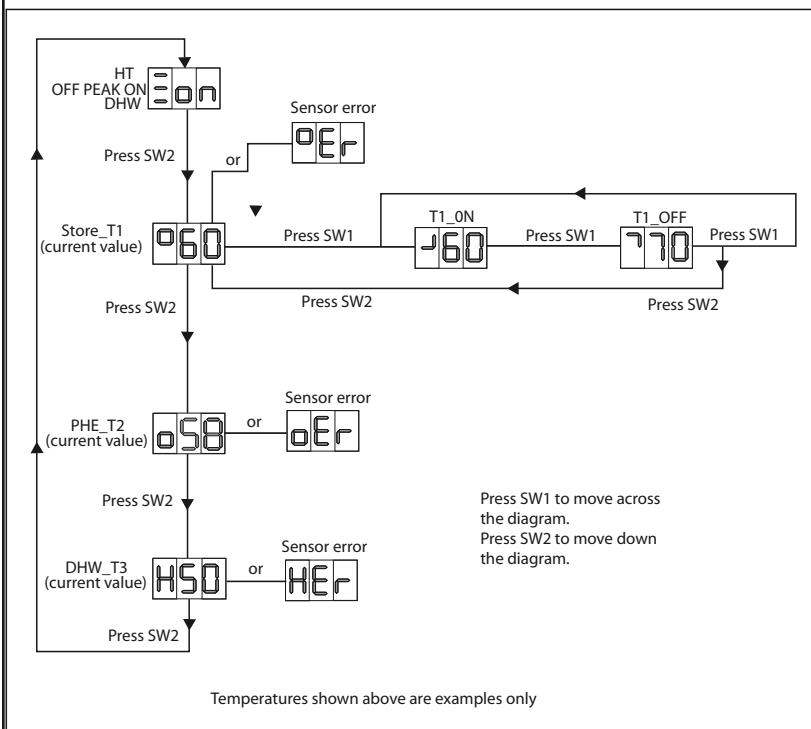 HT
OFF PEAK ON
DHW
on
Sensor error
°Er
Press SW2
or
Store_T1
(current value)
°60
Press SW1
T1_0N
60
Press SW1
T1_OFF
70
Press SW1
Press SW2
Press SW2
Press SW2
PHE_T2
(current value)
o58
or
Sensor error
oEr
Press SW2
Press SW1 to move across
the diagram.
Press SW2 to move down
the diagram.
DHW_T3
(current value)
H50
or
Sensor error
HEr
Press SW2
Temperatures shown above are examples only